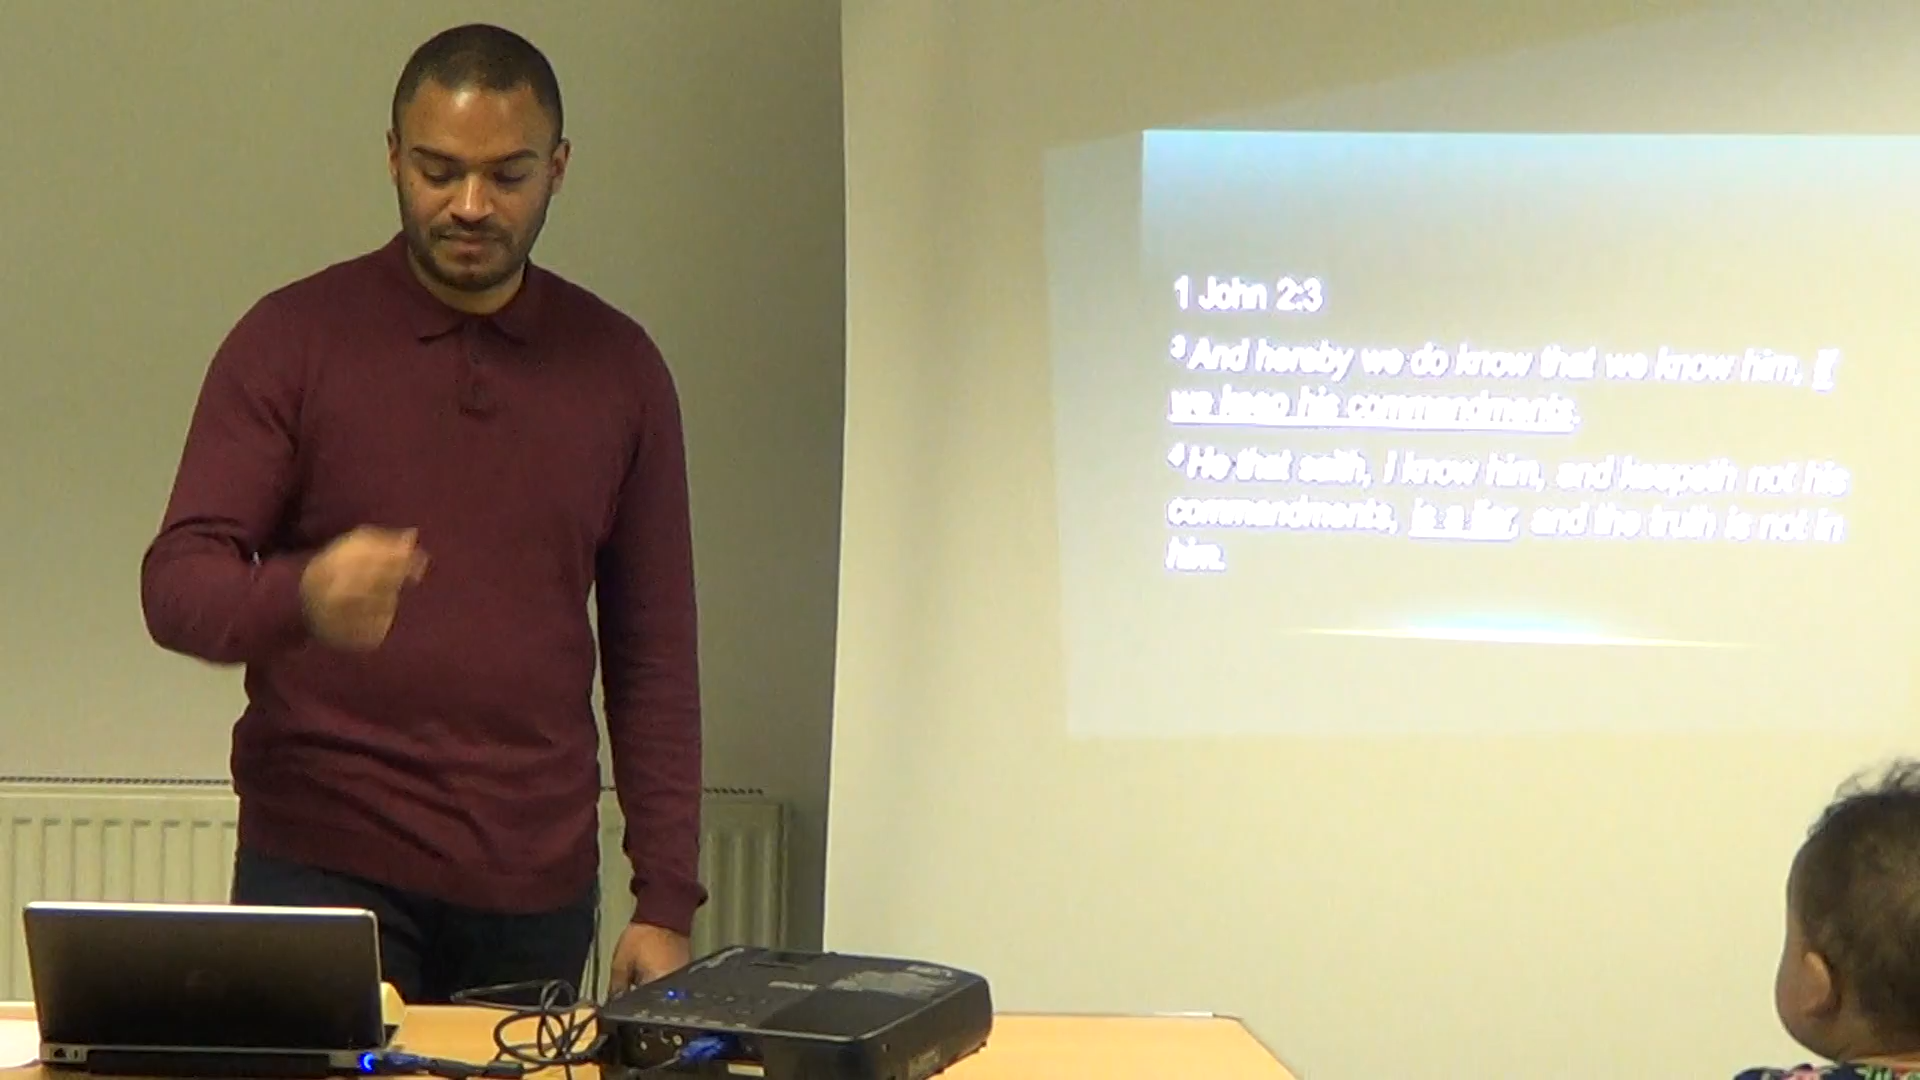 1 John 2:3
3 And hereby we do know that we know him, if
we keep his commandments.
4 He that saith, I know him, and keepeth not his
commandments, is a liar, and the truth is not in
him.